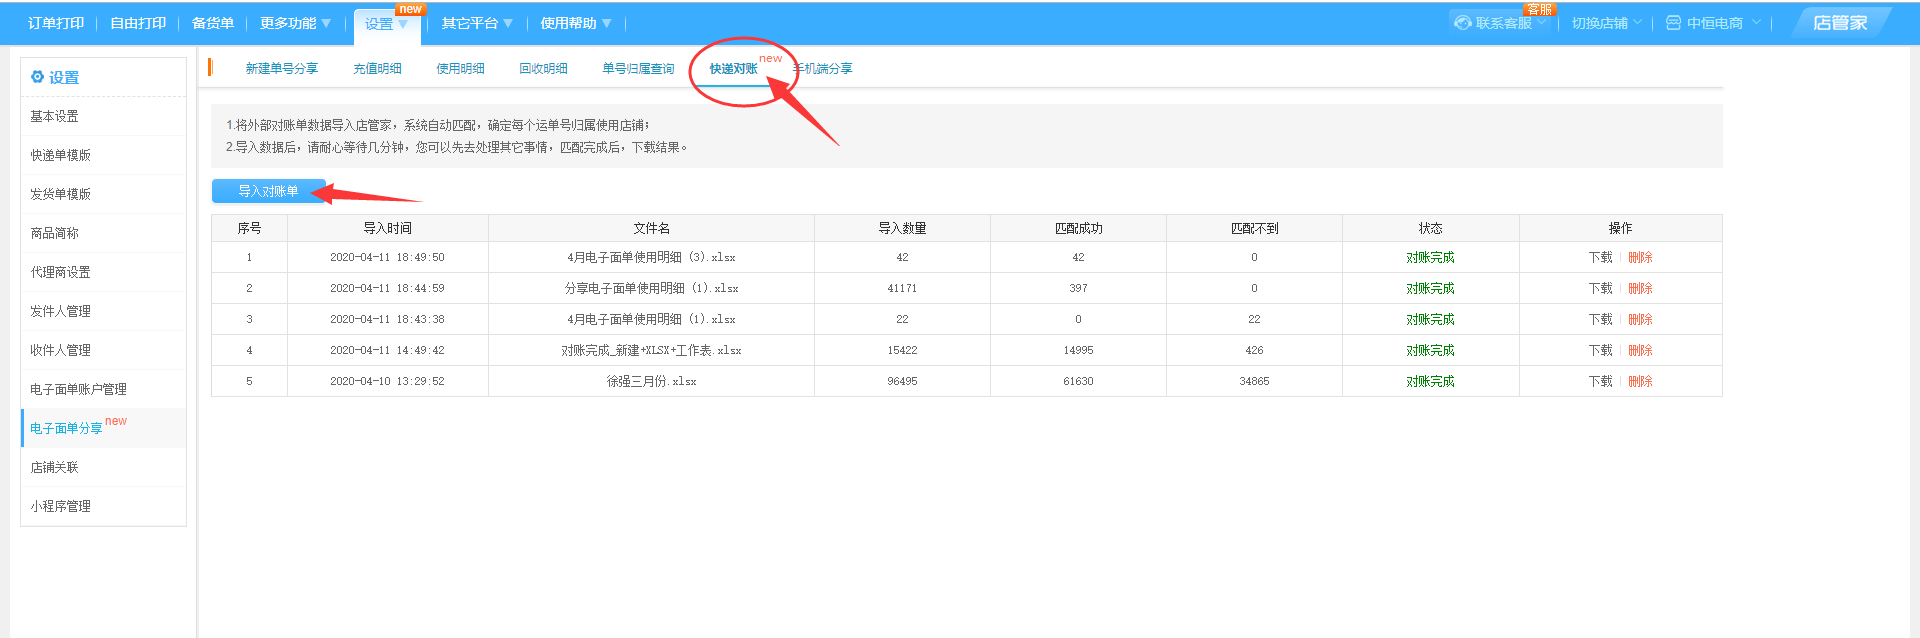 订单打印 自由打印 备货单 更多功能 设置 new 其它平台 使用帮助 联系客服 客服 切换店铺 中恒电商 店管家
设置
基本设置
快递单模版
发货单模版
商品简称
代理商设置
发件人管理
收件人管理
电子面单账户管理
电子面单分享 new
店铺关联
小程序管理
新建单号分享 充值明细 使用明细 回收明细 单号归属查询 快递对账 new 手机端分享
1.将外部对账单数据导入店管家，系统自动匹配，确定每个运单号归属使用店铺；
2.导入数据后，请耐心等待几分钟，您可以先去处理其它事情，匹配完成后，下载结果。
导入对账单
序号 导入时间 文件名 导入数量 匹配成功 匹配不到 状态 操作
1 2020-04-11 18:49:50 4月电子面单使用明细 (3).xlsx 42 42 0 对账完成 下载 删除
2 2020-04-11 18:44:59 分享电子面单使用明细 (1).xlsx 41171 397 0 对账完成 下载 删除
3 2020-04-11 18:43:38 4月电子面单使用明细 (1).xlsx 22 0 22 对账完成 下载 删除
4 2020-04-11 14:49:42 对账完成_新建+XLSX+工作表.xlsx 15422 14995 426 对账完成 下载 删除
5 2020-04-10 13:29:52 徐强三月份.xlsx 96495 61630 34865 对账完成 下载 删除